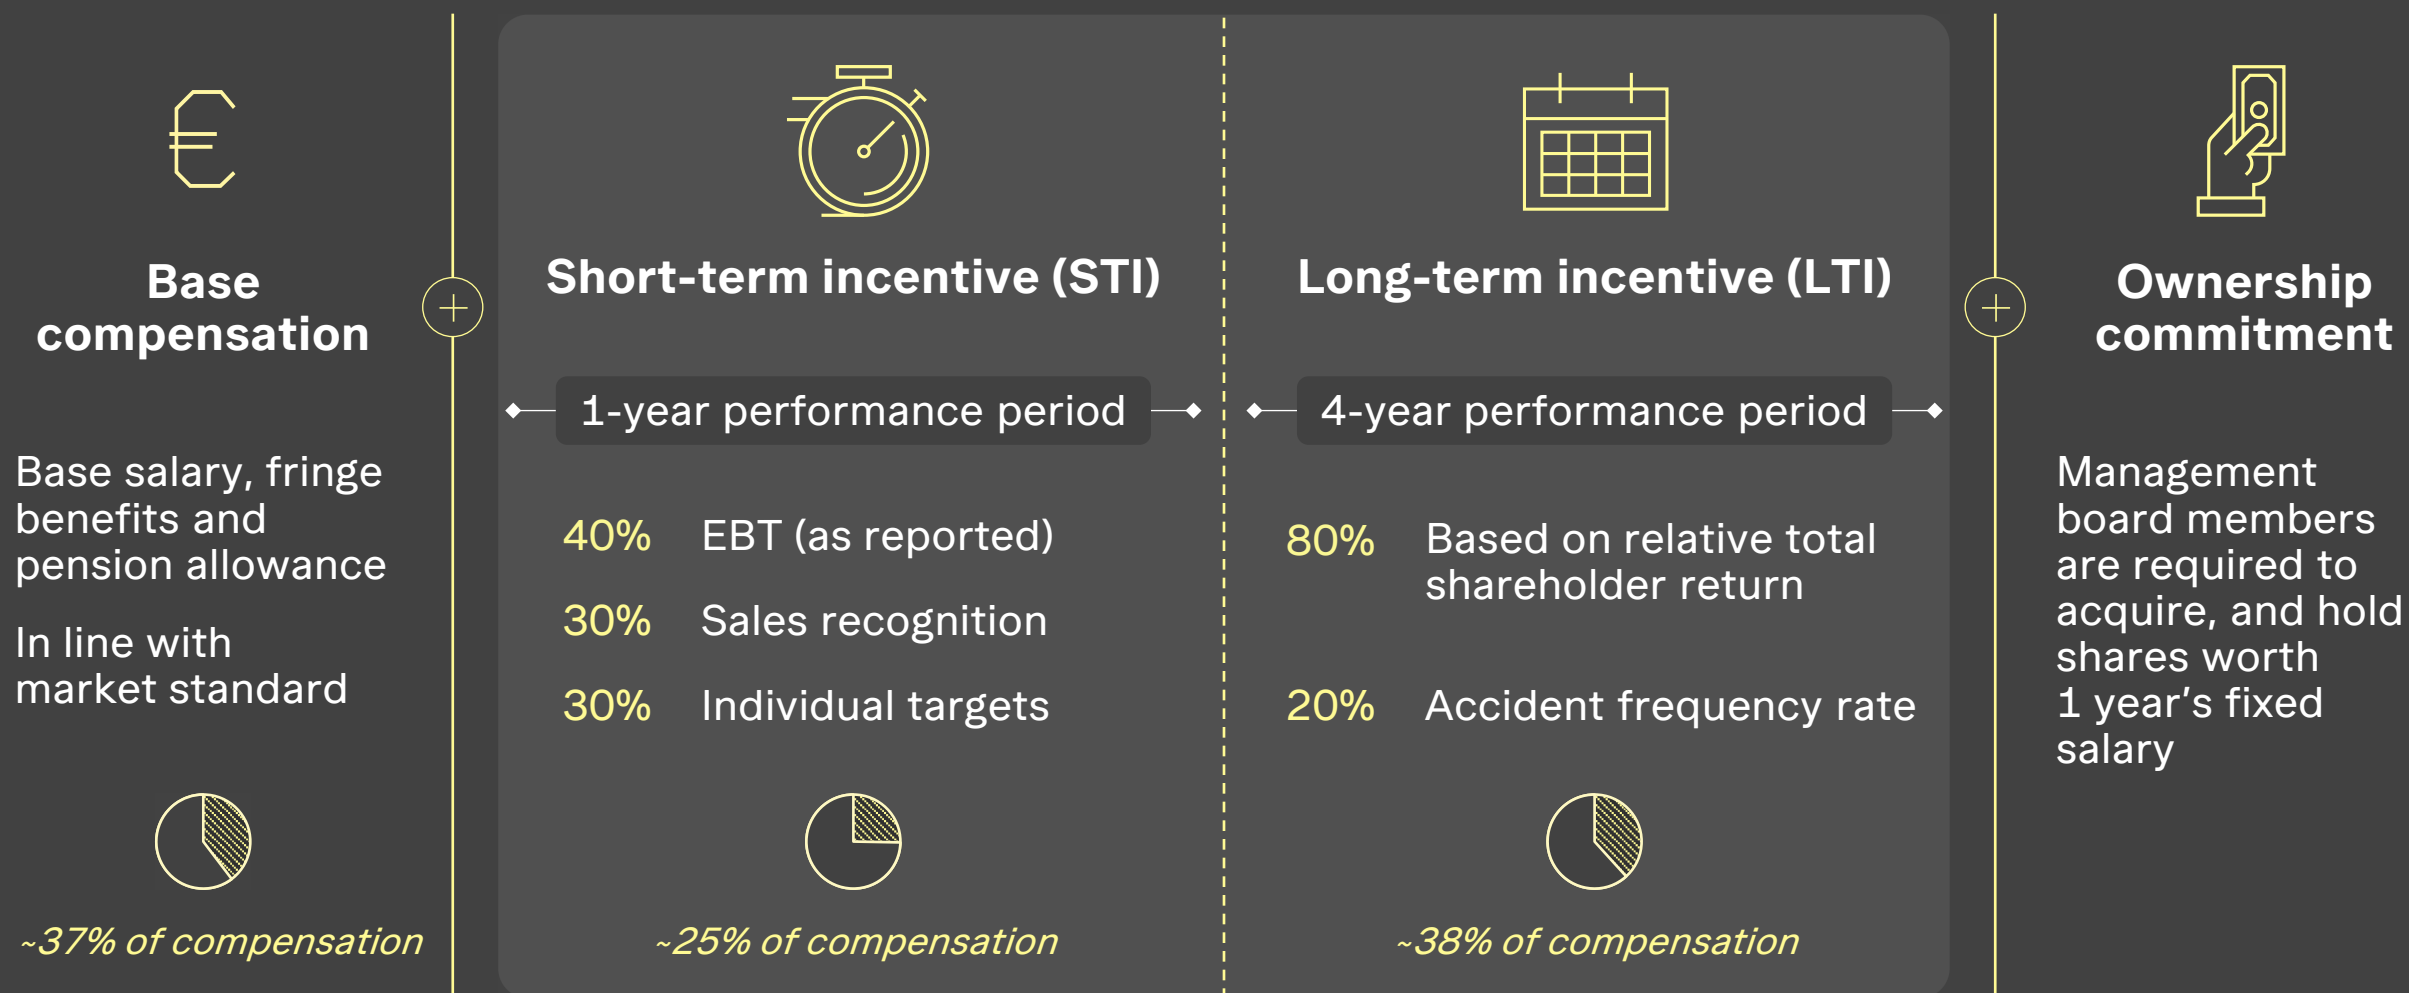 Base
compensation
Base salary, fringe
benefits and
pension allowance
In line with
market standard
~37% of compensation
Short-term incentive (STI)
1-year performance period
40% EBT (as reported)
30% Sales recognition
30% Individual targets
~25% of compensation
Long-term incentive (LTI)
4-year performance period
80% Based on relative total
shareholder return
20% Accident frequency rate
~38% of compensation
Ownership
commitment
Management
board members
are required to
acquire, and hold
shares worth
1 year’s fixed
salary